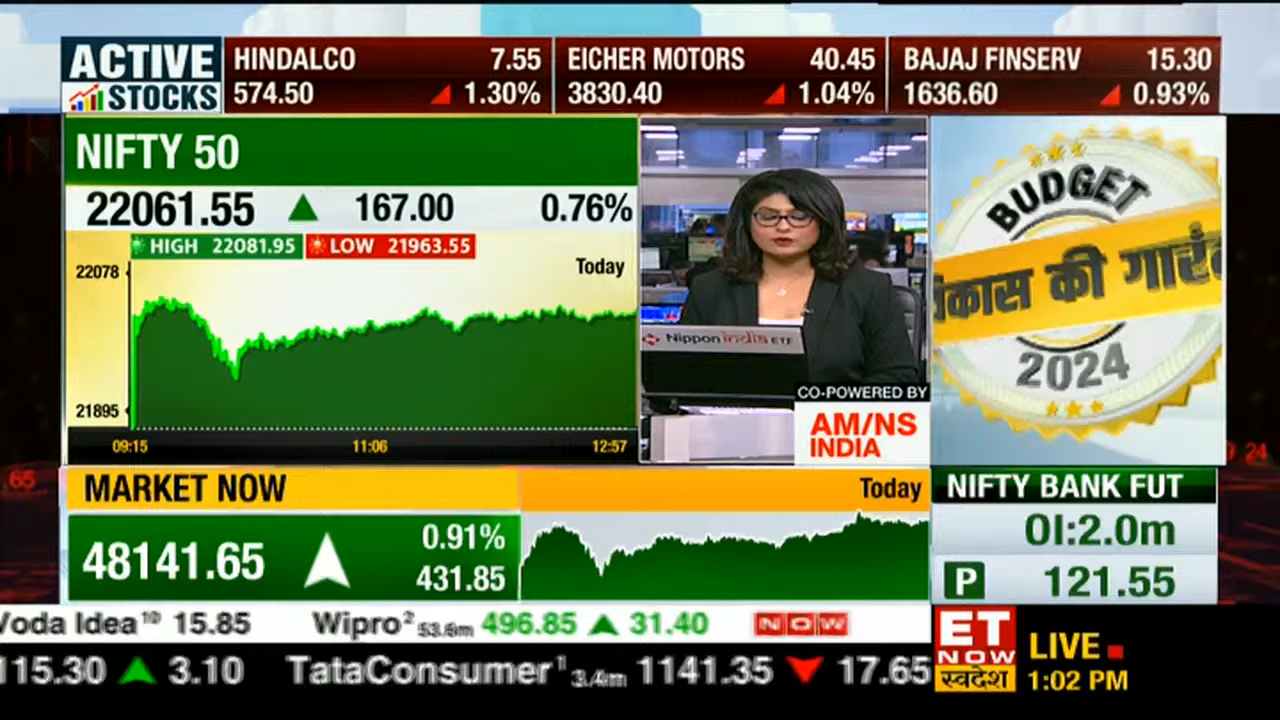 ACTIVE STOCKS
HINDALCO 7.55
574.50 1.30%
EICHER MOTORS 40.45
3830.40 1.04%
BAJAJ FINSERV 15.30
1636.60 0.93%
NIFTY 50
22061.55 167.00 0.76%
HIGH 22081.95 LOW 21963.55
Today
22078
21895
09:15 11:06 12:57
Nippon india ETF
CO-POWERED BY
AM/NS
INDIA
BUDGET
की
2024
MARKET NOW
Today
48141.65
0.91%
431.85
NIFTY BANK FUT
OI:2.0m
P 121.55
Voda Idea¹⁰ 15.85 Wipro² 53.6m 496.85 ▲ 31.40 NOW
115.30 ▲ 3.10 TataConsumer¹ 3.4m 1141.35 ▼ 17.65
ET
NOW
स्वदेश
LIVE
1:02 PM